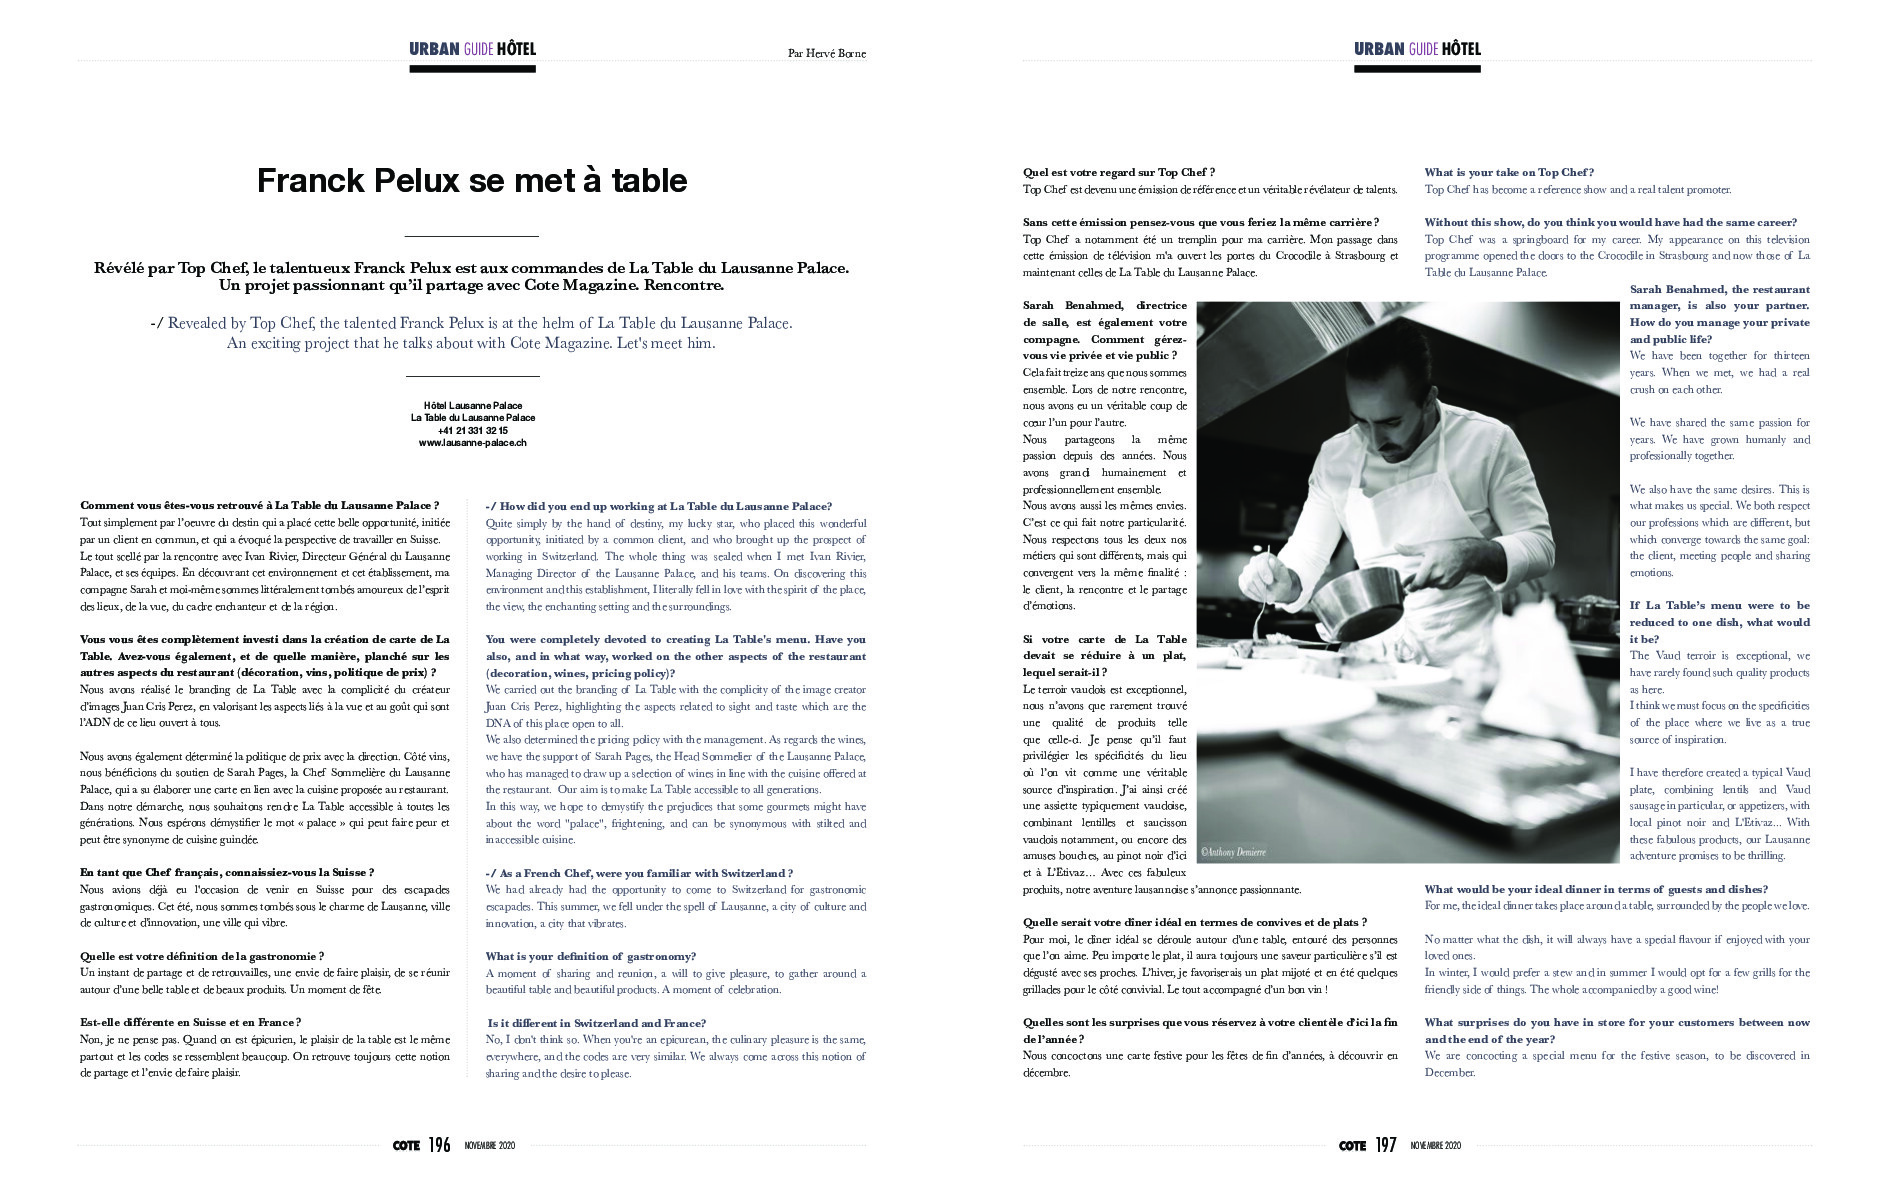 URBAN GUIDE HÔTEL
Par Hervé Borne
Franck Pelux se met à table
Révélé par Top Chef, le talentueux Franck Pelux est aux commandes de La Table du Lausanne Palace.
Un projet passionnant qu'il partage avec Cote Magazine. Rencontre.
-/ Revealed by Top Chef, the talented Franck Pelux is at the helm of La Table du Lausanne Palace.
An exciting project that he talks about with Cote Magazine. Let's meet him.
Hôtel Lausanne Palace
La Table du Lausanne Palace
+41 21 331 32 15
www.lausanne-palace.ch
Comment vous êtes-vous retrouvé à La Table du Lausanne Palace ?
Tout simplement par l'oeuvre du destin qui a placé cette belle opportunité, initiée
par un client en commun, et qui a évoqué la perspective de travailler en Suisse.
Le tout scellé par la rencontre avec Ivan Rivier, Directeur Général du Lausanne
Palace, et ses équipes. En découvrant cet environnement et cet établissement, ma
compagne Sarah et moi-même sommes littéralement tombés amoureux de l'esprit
des lieux, de la vue, du cadre enchanteur et de la région.
Vous vous êtes complètement investi dans la création de carte de La
Table. Avez-vous également, et de quelle manière, planché sur les
autres aspects du restaurant (décoration, vins, politique de prix) ?
Nous avons réalisé le branding de La Table avec la complicité du créateur
d'images Juan Cris Perez, en valorisant les aspects liés à la vue et au goût qui sont
l'ADN de ce lieu ouvert à tous.
Nous avons également déterminé la politique de prix avec la direction. Côté vins,
nous bénéficions du soutien de Sarah Pages, la Chef Sommelière du Lausanne
Palace, qui a su élaborer une carte en lien avec la cuisine proposée au restaurant.
Dans notre démarche, nous souhaitons rendre La Table accessible à toutes les
générations. Nous espérons démystifier le mot « palace » qui peut faire peur et
peut être synonyme de cuisine guindée.
En tant que Chef français, connaissiez-vous la Suisse ?
Nous avions déjà eu l'occasion de venir en Suisse pour des escapades
gastronomiques. Cet été, nous sommes tombés sous le charme de Lausanne, ville
de culture et d'innovation, une ville qui vibre.
Quelle est votre définition de la gastronomie ?
Un instant de partage et de retrouvailles, une envie de faire plaisir, de se réunir
autour d'une belle table et de beaux produits. Un moment de fête.
Est-elle différente en Suisse et en France ?
Non, je ne pense pas. Quand on est épicurien, le plaisir de la table est le même
partout et les codes se ressemblent beaucoup. On retrouve toujours cette notion
de partage et l'envie de faire plaisir.
-/ How did you end up working at La Table du Lausanne Palace?
Quite simply by the hand of destiny, my lucky star, who placed this wonderful
opportunity, initiated by a common client, and who brought up the prospect of
working in Switzerland. The whole thing was sealed when I met Ivan Rivier,
Managing Director of the Lausanne Palace, and his teams. On discovering this
environment and this establishment, I literally fell in love with the spirit of the place,
the view, the enchanting setting and the surroundings.
You were completely devoted to creating La Table's menu. Have you
also, and in what way, worked on the other aspects of the restaurant
(decoration, wines, pricing policy)?
We carried out the branding of La Table with the complicity of the image creator
Juan Cris Perez, highlighting the aspects related to sight and taste which are the
DNA of this place open to all.
We also determined the pricing policy with the management. As regards the wines,
we have the support of Sarah Pages, the Head Sommelier of the Lausanne Palace,
who has managed to draw up a selection of wines in line with the cuisine offered at
the restaurant. Our aim is to make La Table accessible to all generations.
In this way, we hope to demystify the prejudices that some gourmets might have
about the word "palace", frightening, and can be synonymous with stilted and
inaccessible cuisine.
-/ As a French Chef, were you familiar with Switzerland ?
We had already had the opportunity to come to Switzerland for gastronomic
escapades. This summer, we fell under the spell of Lausanne, a city of culture and
innovation, a city that vibrates.
What is your definition of gastronomy?
A moment of sharing and reunion, a will to give pleasure, to gather around a
beautiful table and beautiful products. A moment of celebration.
Is it different in Switzerland and France?
No, I don't think so. When you're an epicurean, the culinary pleasure is the same,
everywhere, and the codes are very similar. We always come across this notion of
sharing and the desire to please.
COTE 196 NOVEMBRE 2020
URBAN GUIDE HÔTEL
Quel est votre regard sur Top Chef ?
Top Chef est devenu une émission de référence et un véritable révélateur de talents.
Sans cette émission pensez-vous que vous feriez la même carrière ?
Top Chef a notamment été un tremplin pour ma carrière. Mon passage dans
cette émission de télévision m'a ouvert les portes du Crocodile à Strasbourg et
maintenant celles de La Table du Lausanne Palace.
Sarah Benahmed, directrice
de salle, est également votre
compagne. Comment gérez-
vous vie privée et vie public ?
Cela fait treize ans que nous sommes
ensemble. Lors de notre rencontre,
nous avons eu un véritable coup de
cœur l'un pour l'autre.
Nous partageons la même
passion depuis des années. Nous
avons grandi humainement et
professionnellement ensemble.
Nous avons aussi les mêmes envies.
C'est ce qui fait notre particularité.
Nous respectons tous les deux nos
métiers qui sont différents, mais qui
convergent vers la même finalité :
le client, la rencontre et le partage
d'émotions.
Si votre carte de La Table
devait se réduire à un plat,
lequel serait-il ?
Le terroir vaudois est exceptionnel,
nous n'avons que rarement trouvé
une qualité de produits telle
que celle-ci. Je pense qu'il faut
privilégier les spécificités du lieu
où l'on vit comme une véritable
source d'inspiration. J'ai ainsi créé
une assiette typiquement vaudoise,
combinant lentilles et saucisson
vaudois notamment, ou encore des
amuses bouches, au pinot noir d'ici
et à L'Etivaz... Avec ces fabuleux
produits, notre aventure lausannoise s'annonce passionnante.
Quelle serait votre dîner idéal en termes de convives et de plats ?
Pour moi, le dîner idéal se déroule autour d'une table, entouré des personnes
que l'on aime. Peu importe le plat, il aura toujours une saveur particulière s'il est
dégusté avec ses proches. L'hiver, je favoriserais un plat mijoté et en été quelques
grillades pour le côté convivial. Le tout accompagné d'un bon vin !
Quelles sont les surprises que vous réservez à votre clientèle d'ici la fin
de l'année ?
Nous concoctons une carte festive pour les fêtes de fin d'années, à découvrir en
décembre.
©Anthony Demierre
What is your take on Top Chef?
Top Chef has become a reference show and a real talent promoter.
Without this show, do you think you would have had the same career?
Top Chef was a springboard for my career. My appearance on this television
programme opened the doors to the Crocodile in Strasbourg and now those of La
Table du Lausanne Palace.
Sarah Benahmed, the restaurant
manager, is also your partner.
How do you manage your private
and public life?
We have been together for thirteen
years. When we met, we had a real
crush on each other.
We have shared the same passion for
years. We have grown humanly and
professionally together.
We also have the same desires. This is
what makes us special. We both respect
our professions which are different, but
which converge towards the same goal:
the client, meeting people and sharing
emotions.
If La Table's menu were to be
reduced to one dish, what would
it be?
The Vaud terroir is exceptional, we
have rarely found such quality products
as here.
I think we must focus on the specificities
of the place where we live as a true
source of inspiration.
I have therefore created a typical Vaud
plate, combining lentils and Vaud
sausage in particular, or appetizers, with
local pinot noir and L'Etivaz... With
these fabulous products, our Lausanne
adventure promises to be thrilling.
What would be your ideal dinner in terms of guests and dishes?
For me, the ideal dinner takes place around a table, surrounded by the people we love.
No matter what the dish, it will always have a special flavour if enjoyed with your
loved ones.
In winter, I would prefer a stew and in summer I would opt for a few grills for the
friendly side of things. The whole accompanied by a good wine!
What surprises do you have in store for your customers between now
and the end of the year?
We are concocting a special menu for the festive season, to be discovered in
December.
COTE 197 NOVEMBRE 2020